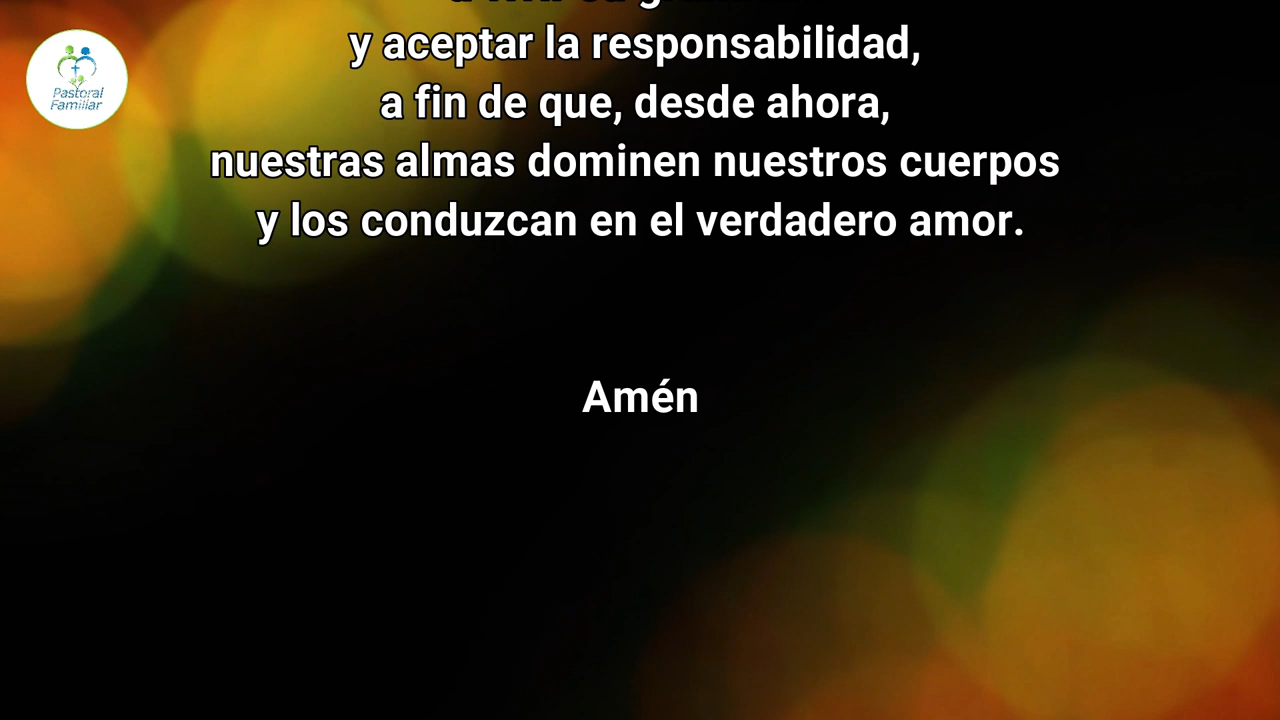 Pastoral
Familiar
y aceptar la responsabilidad,
a fin de que, desde ahora,
nuestras almas dominen nuestros cuerpos
y los conduzcan en el verdadero amor.
Amén